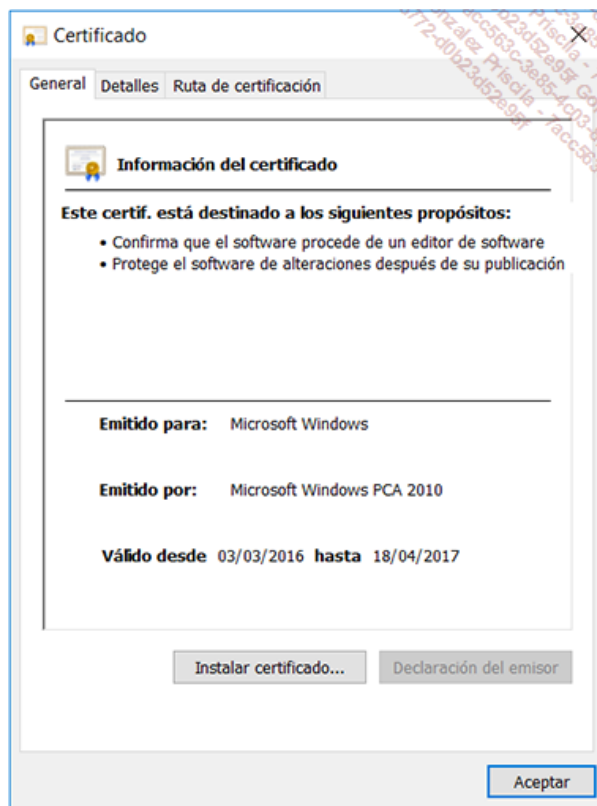 Certificado
General Detalles Ruta de certificación
Información del certificado
Este certif. está destinado a los siguientes propósitos:
• Confirma que el software procede de un editor de software
• Protege el software de alteraciones después de su publicación
Emitido para: Microsoft Windows
Emitido por: Microsoft Windows PCA 2010
Válido desde 03/03/2016 hasta 18/04/2017
Instalar certificado... Declaración del emisor
Aceptar